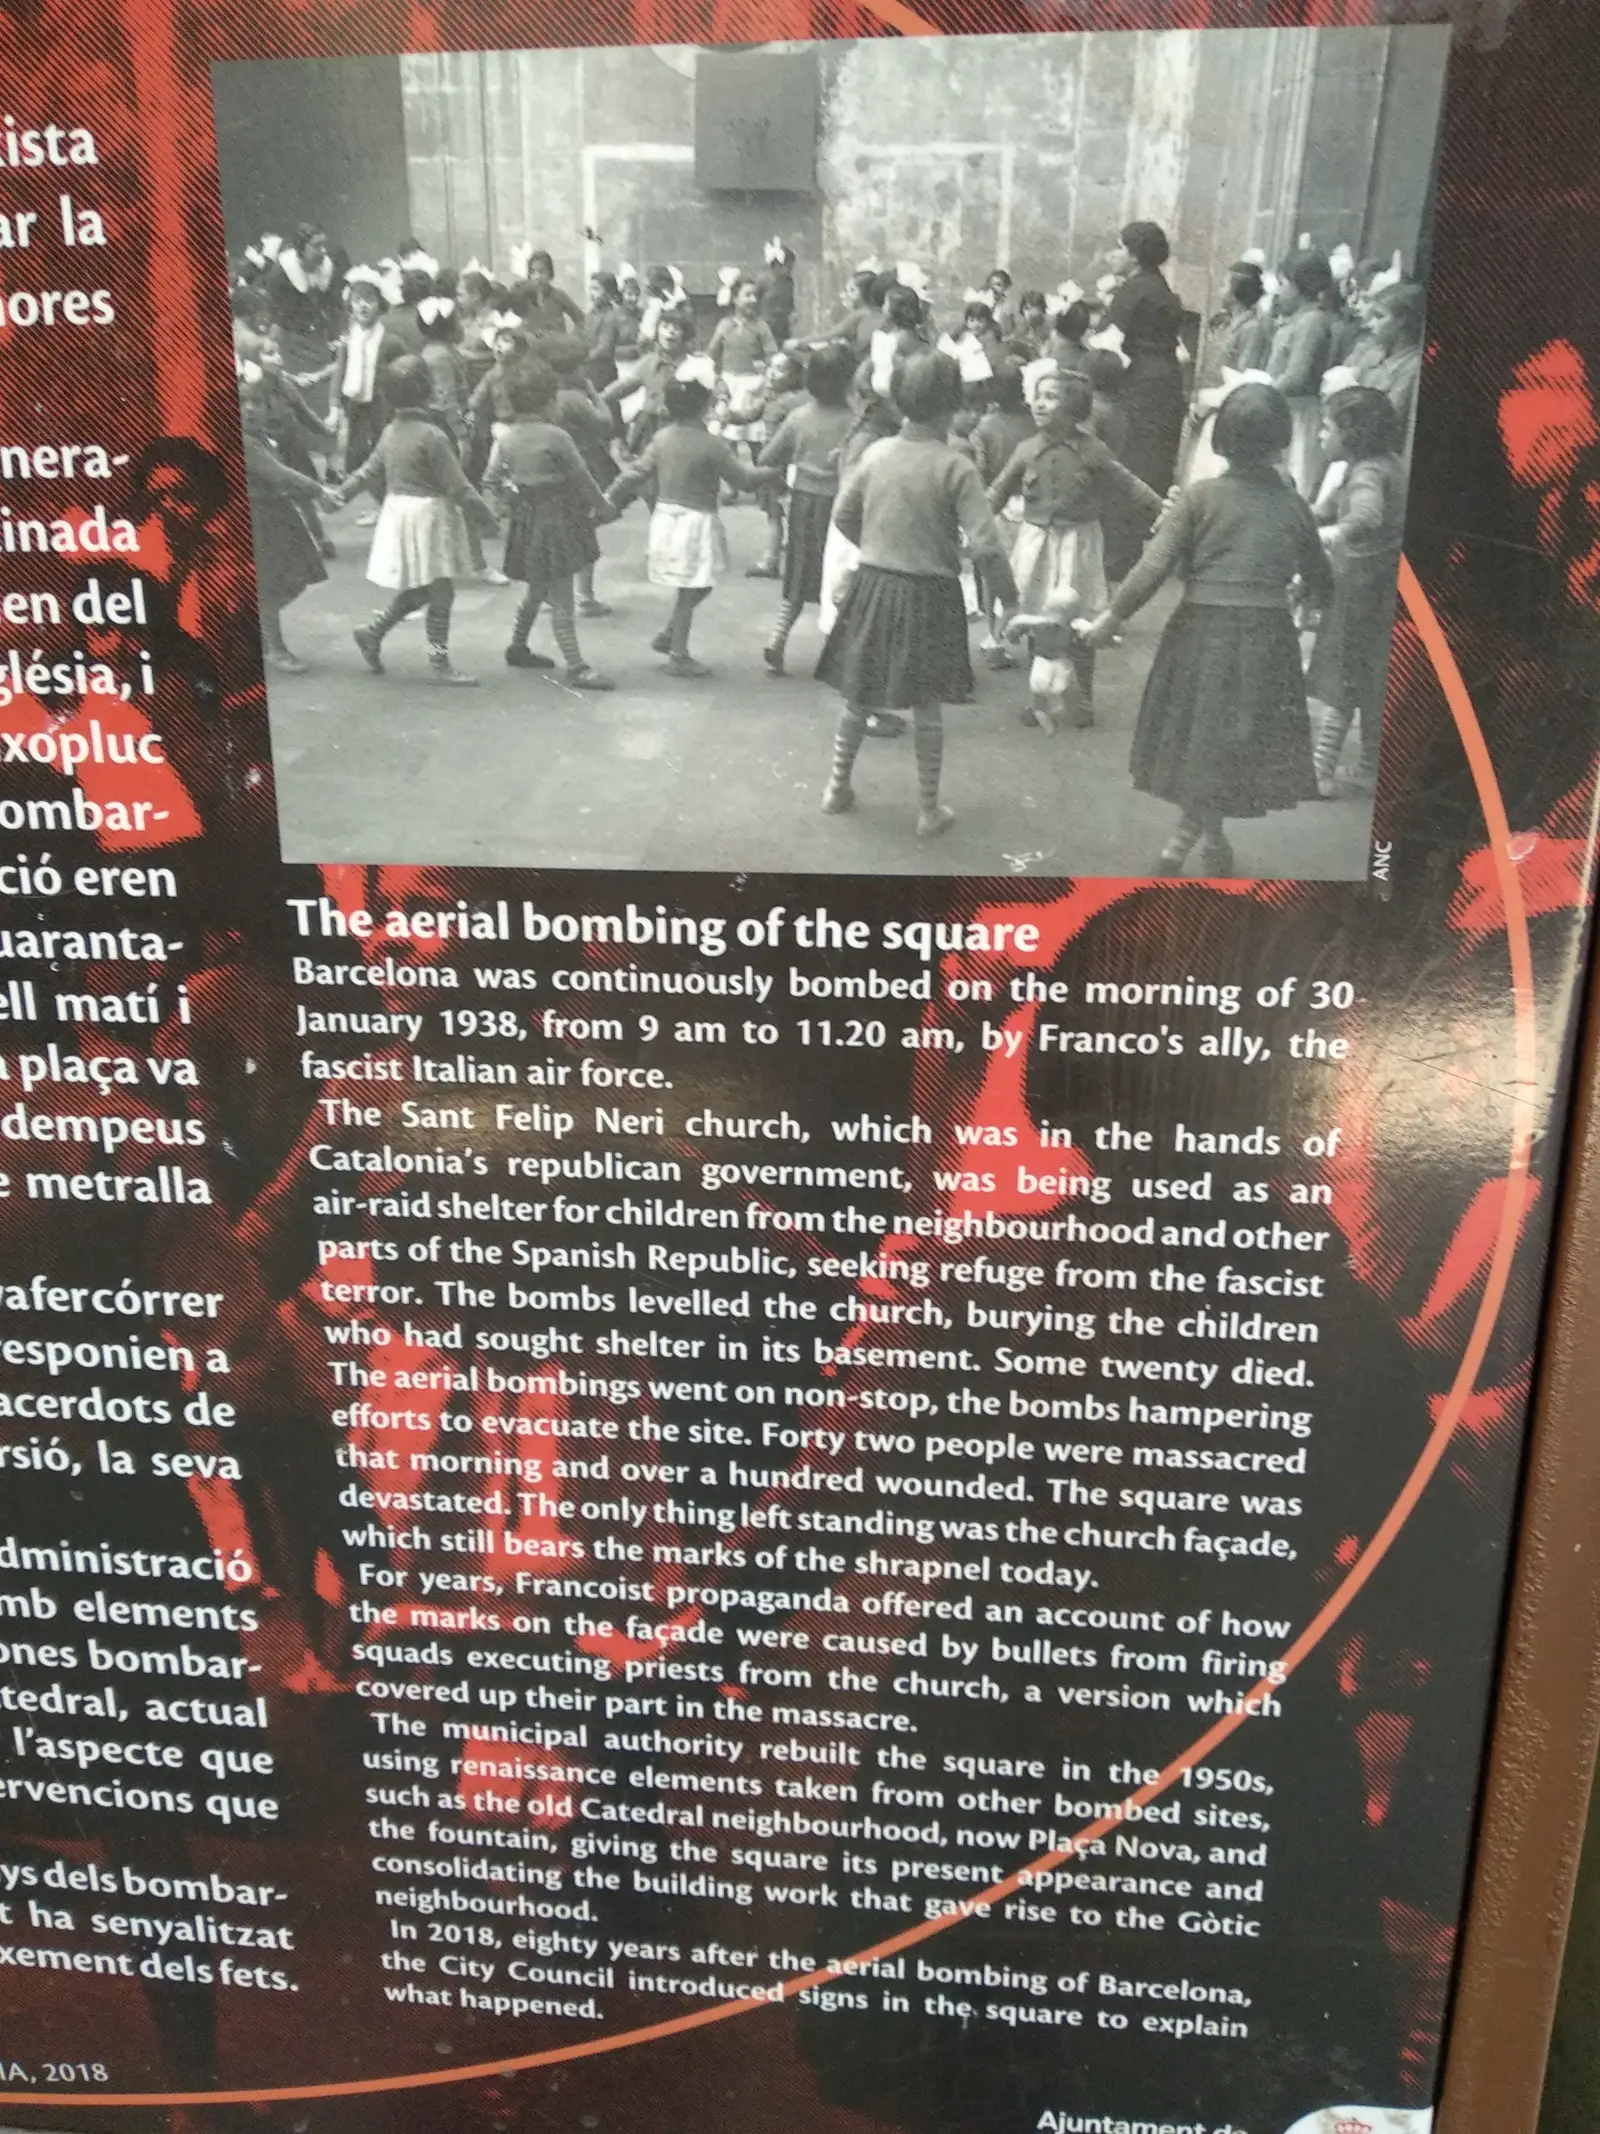 ista
ar la
ores
nera-
inada
en del
glésia, i
xopluc
ombar-
ció eren
uaranta-
ell matí i
plaça va
dempeus
e metralla
va fer córrer
responien a
acerdots de
rsió, la seva
dministració
mb elements
ones bombar-
tedral, actual
l'aspecte que
ervencions que
ys dels bombar-
t ha senyalitzat
xement dels fets.
IA, 2018
ANC
The aerial bombing of the square
Barcelona was continuously bombed on the morning of 30
January 1938, from 9 am to 11.20 am, by Franco's ally, the
fascist Italian air force.
The Sant Felip Neri church, which was in the hands of
Catalonia's republican government, was being used as an
air-raid shelter for children from the neighbourhood and other
parts of the Spanish Republic, seeking refuge from the fascist
terror. The bombs levelled the church, burying the children
who had sought shelter in its basement. Some twenty died.
The aerial bombings went on non-stop, the bombs hampering
efforts to evacuate the site. Forty two people were massacred
that morning and over a hundred wounded. The square was
devastated. The only thing left standing was the church façade,
which still bears the marks of the shrapnel today.
For years, Francoist propaganda offered an account of how
the marks on the façade were caused by bullets from firing
squads executing priests from the church, a version which
covered up their part in the massacre.
The municipal authority rebuilt the square in the 1950s,
using renaissance elements taken from other bombed sites,
such as the old Catedral neighbourhood, now Plaça Nova, and
the fountain, giving the square its present appearance and
consolidating the building work that gave rise to the Gòtic
neighbourhood.
In 2018, eighty years after the aerial bombing of Barcelona,
the City Council introduced signs in the square to explain
what happened.
Ajuntament de